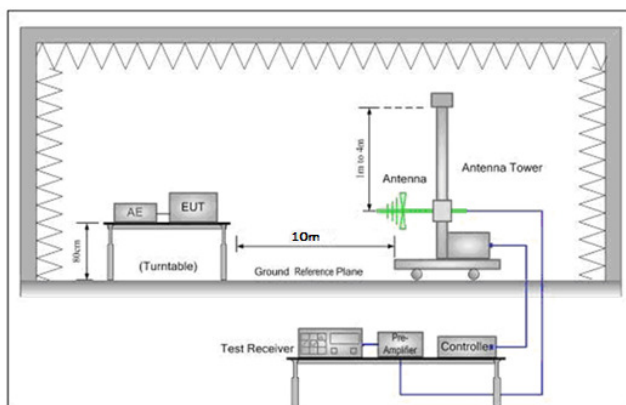 1m to 4m
Antenna
Antenna Tower
AE
EUT
80cm
(Turntable)
10m
Ground Reference Plane
Test Receiver
Pre-
Amplifier
Controller